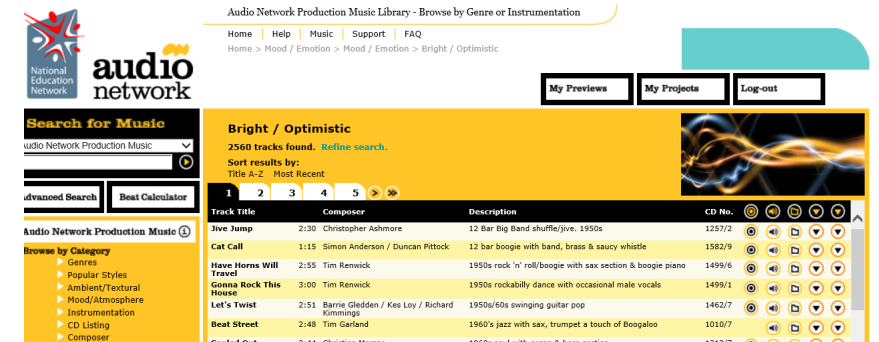 Audio Network Production Music Library - Browse by Genre or Instrumentation
Home Help Music Support FAQ
Home > Mood / Emotion > Mood / Emotion > Bright / Optimistic
National
Education
Network
audio
network
My Previews My Projects Log-out
Search for Music
Audio Network Production Music
Advanced Search Beat Calculator
Audio Network Production Music i
Browse by Category
Genres
Popular Styles
Ambient/Textural
Mood/Atmosphere
Instrumentation
CD Listing
Composer
Bright / Optimistic
2560 tracks found. Refine search.
Sort results by:
Title A-Z Most Recent
1 2 3 4 5 > >>
Track Title Composer Description CD No.
Jive Jump 2:30 Christopher Ashmore 12 Bar Big Band shuffle/jive. 1950s 1257/2
Cat Call 1:15 Simon Anderson / Duncan Pittock 12 bar boogie with band, brass & saucy whistle 1582/9
Have Horns Will 2:55 Tim Renwick 1950s rock 'n' roll/boogie with sax section & boogie piano 1499/6
Travel
Gonna Rock This 3:00 Tim Renwick 1950s rockabilly dance with occasional male vocals 1499/1
House
Let's Twist 2:51 Barrie Gledden / Kes Loy / Richard 1950s/60s swinging guitar pop 1462/7
Kimmings
Beat Street 2:48 Tim Garland 1960's jazz with sax, trumpet a touch of Boogaloo 1010/7